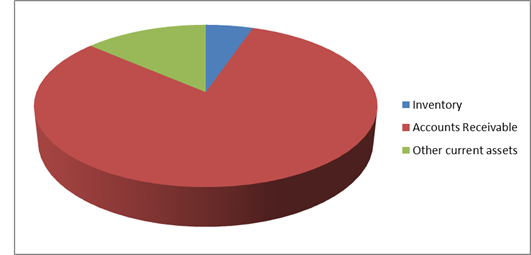 Inventory
Accounts Receivable
Other current assets